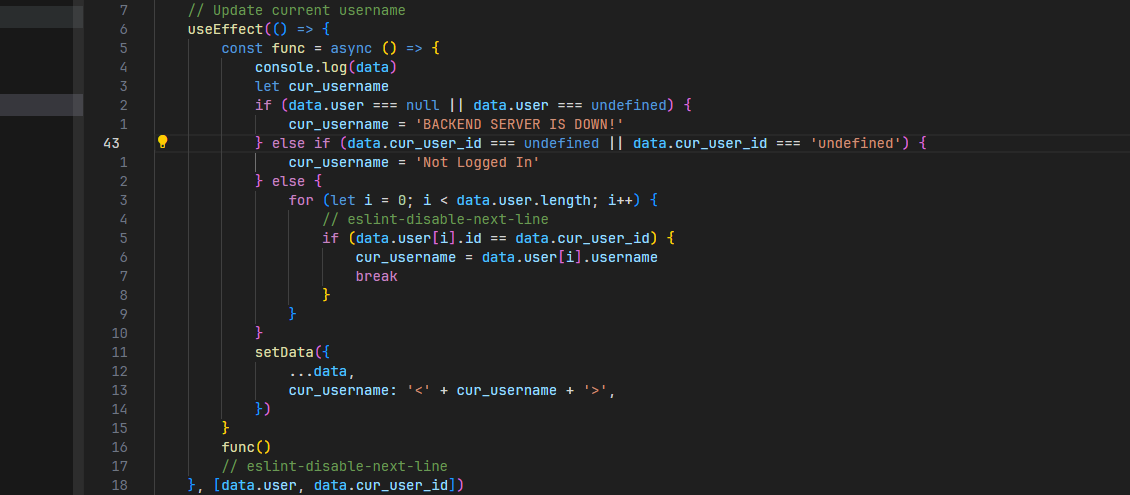 7 // Update current username
6 useEffect(() => {
5 const func = async () => {
4 console.log(data)
3 let cur_username
2 if (data.user === null || data.user === undefined) {
1 cur_username = 'BACKEND SERVER IS DOWN!'
43 } else if (data.cur_user_id === undefined || data.cur_user_id === 'undefined') {
1 cur_username = 'Not Logged In'
2 } else {
3 for (let i = 0; i < data.user.length; i++) {
4 // eslint-disable-next-line
5 if (data.user[i].id == data.cur_user_id) {
6 cur_username = data.user[i].username
7 break
8 }
9 }
10 }
11 setData({
12 ...data,
13 cur_username: '<' + cur_username + '>',
14 })
15 }
16 func()
17 // eslint-disable-next-line
18 }, [data.user, data.cur_user_id])